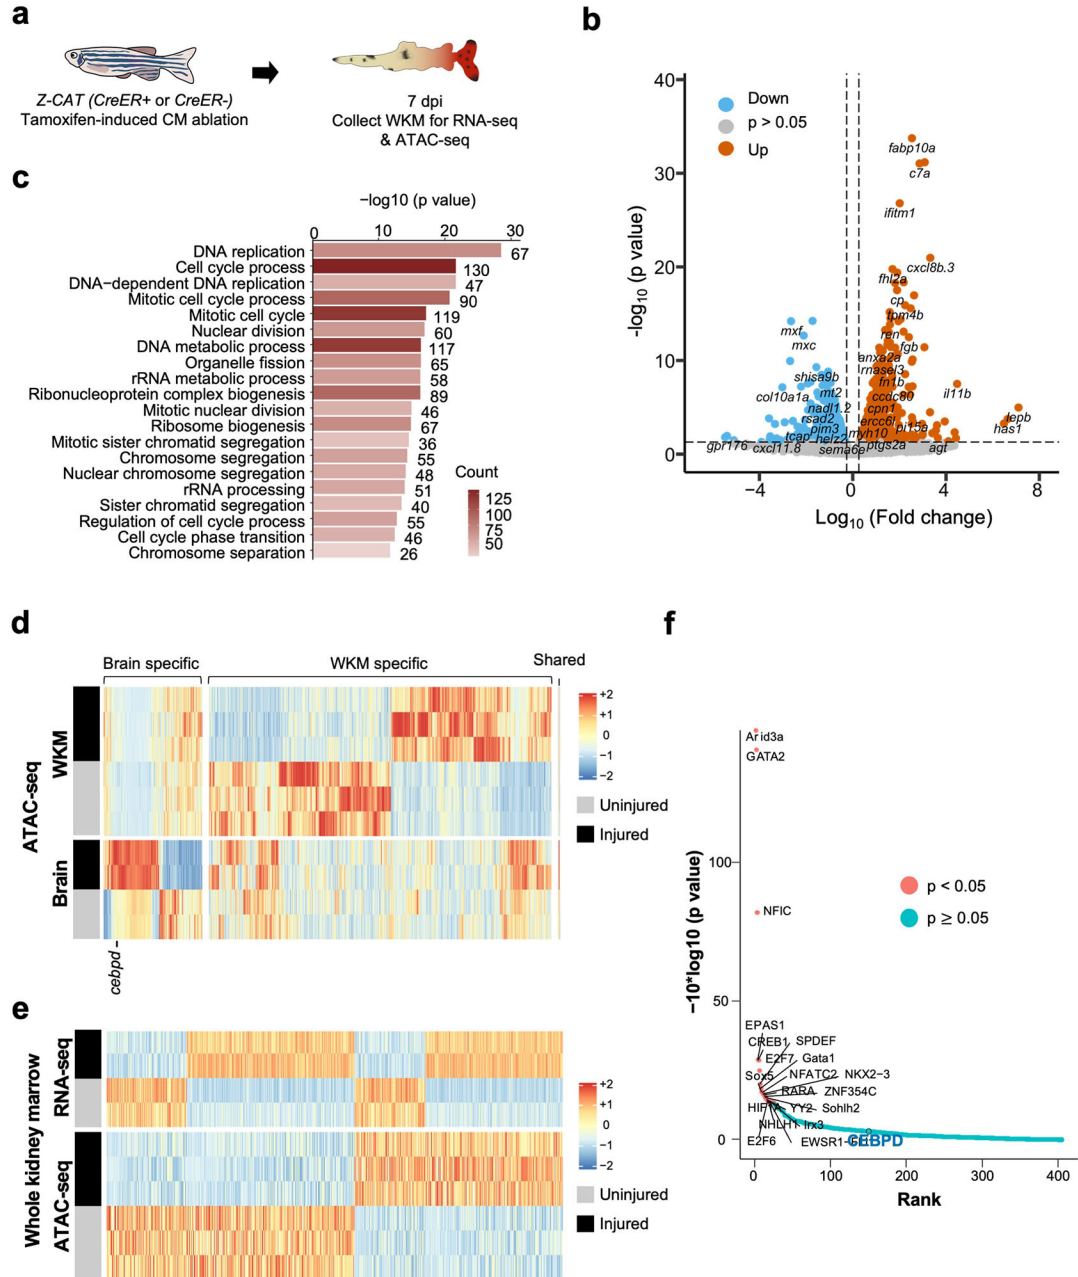 a
Z-CAT (CreER+ or CreER-)
Tamoxifen-induced CM ablation
7 dpi
Collect WKM for RNA-seq
& ATAC-seq
b
-log10 (p value)
40
30
20
10
0
Down
p > 0.05
Up
fabp10a
c7a
ifitm1
cxcl8b.3
fhl2a
cp
tpm4b
ren
fgb
anxa2a
rnasel3
fn1b
ccdc80
cpn1
ercc6l
pi15a
myh10
ptgs2a
agt
il11b
lepb
has1
mxf
mxc
shisa9b
mt2
col10a1a
nadl1.2
rsad2
pim3
tcap
helz2
gpr176
cxcl11.8
sema6e
−4
0
4
8
Log10 (Fold change)
c
−log10 (p value)
0
10
20
30
DNA replication 67
Cell cycle process 130
DNA−dependent DNA replication 47
Mitotic cell cycle process 90
Mitotic cell cycle 119
Nuclear division 60
DNA metabolic process 117
Organelle fission 65
rRNA metabolic process 58
Ribonucleoprotein complex biogenesis 89
Mitotic nuclear division 46
Ribosome biogenesis 67
Mitotic sister chromatid segregation 36
Chromosome segregation 55
Nuclear chromosome segregation 48
rRNA processing 51
Sister chromatid segregation 40
Regulation of cell cycle process 55
Cell cycle phase transition 46
Chromosome separation 26
Count
125
100
75
50
d
Brain specific
WKM specific
Shared
ATAC-seq
WKM
Brain
cebpd
+2
+1
0
−1
−2
Uninjured
Injured
e
Whole kidney marrow
RNA-seq
ATAC-seq
+2
+1
0
−1
−2
Uninjured
Injured
f
−10*log10 (p value)
100
50
0
Arid3a
GATA2
NFIC
p < 0.05
p ≥ 0.05
EPAS1
CREB1
SPDEF
E2F7
Gata1
Sox5
NFATC2
NKX2−3
RARA
ZNF354C
HIF1A
YY2
Sohlh2
NHLH1
Irx3
E2F6
CEBPD
0
100
200
300
400
Rank